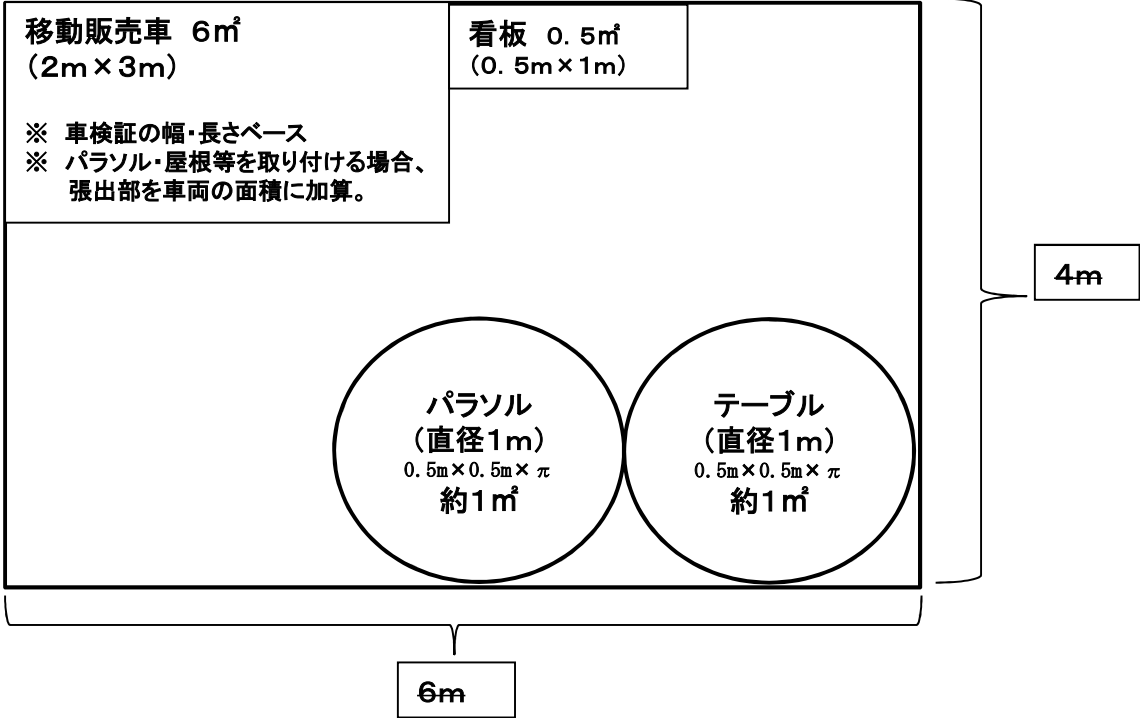 移動販売車　６㎡
（２ｍ×３ｍ）
※　車検証の幅・長さベース
※　パラソル・屋根等を取り付ける場合、
張出部を車両の面積に加算。
看板　０．５㎡
（０．５ｍ×１ｍ）
４ｍ
パラソル
（直径１ｍ）
0.5m×0.5m×π
約１㎡
テーブル
（直径１ｍ）
0.5m×0.5m×π
約１㎡
６ｍ